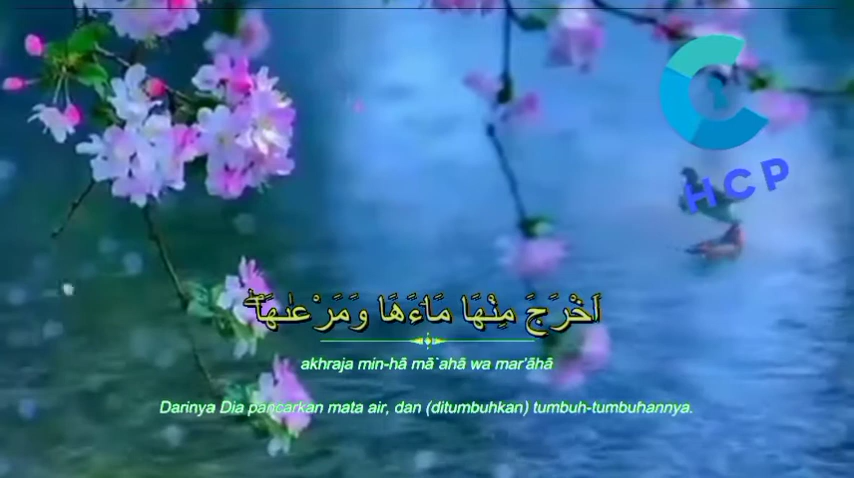 HCP
اَخْرَجَ مِنْهَا مَاۤءَهَا وَمَرْعٰىهَاۖ
akhraja min-hā mā`ahā wa mar'āhā
Darinya Dia pancarkan mata air, dan (ditumbuhkan) tumbuh-tumbuhannya.